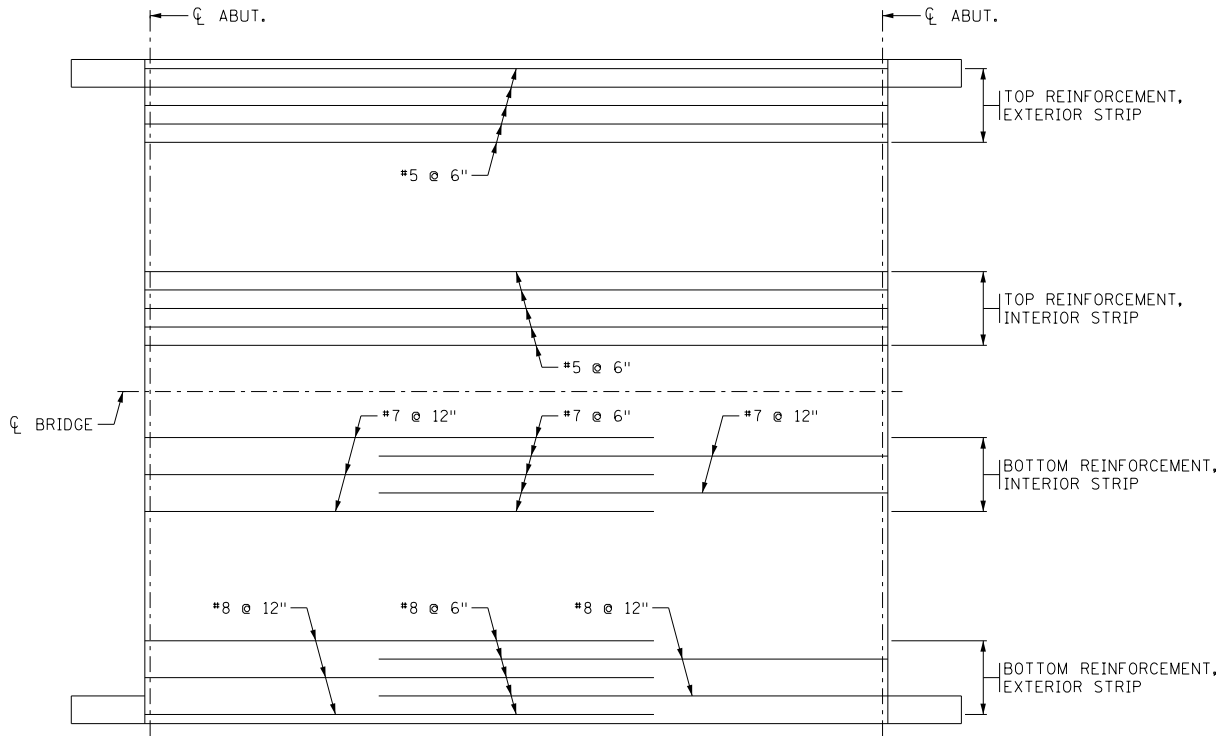 ℄ ABUT.
℄ ABUT.
TOP REINFORCEMENT,
EXTERIOR STRIP
#5 @ 6"
TOP REINFORCEMENT,
INTERIOR STRIP
#5 @ 6"
℄ BRIDGE
#7 @ 12"
#7 @ 6"
#7 @ 12"
BOTTOM REINFORCEMENT,
INTERIOR STRIP
#8 @ 12"
#8 @ 6"
#8 @ 12"
BOTTOM REINFORCEMENT,
EXTERIOR STRIP